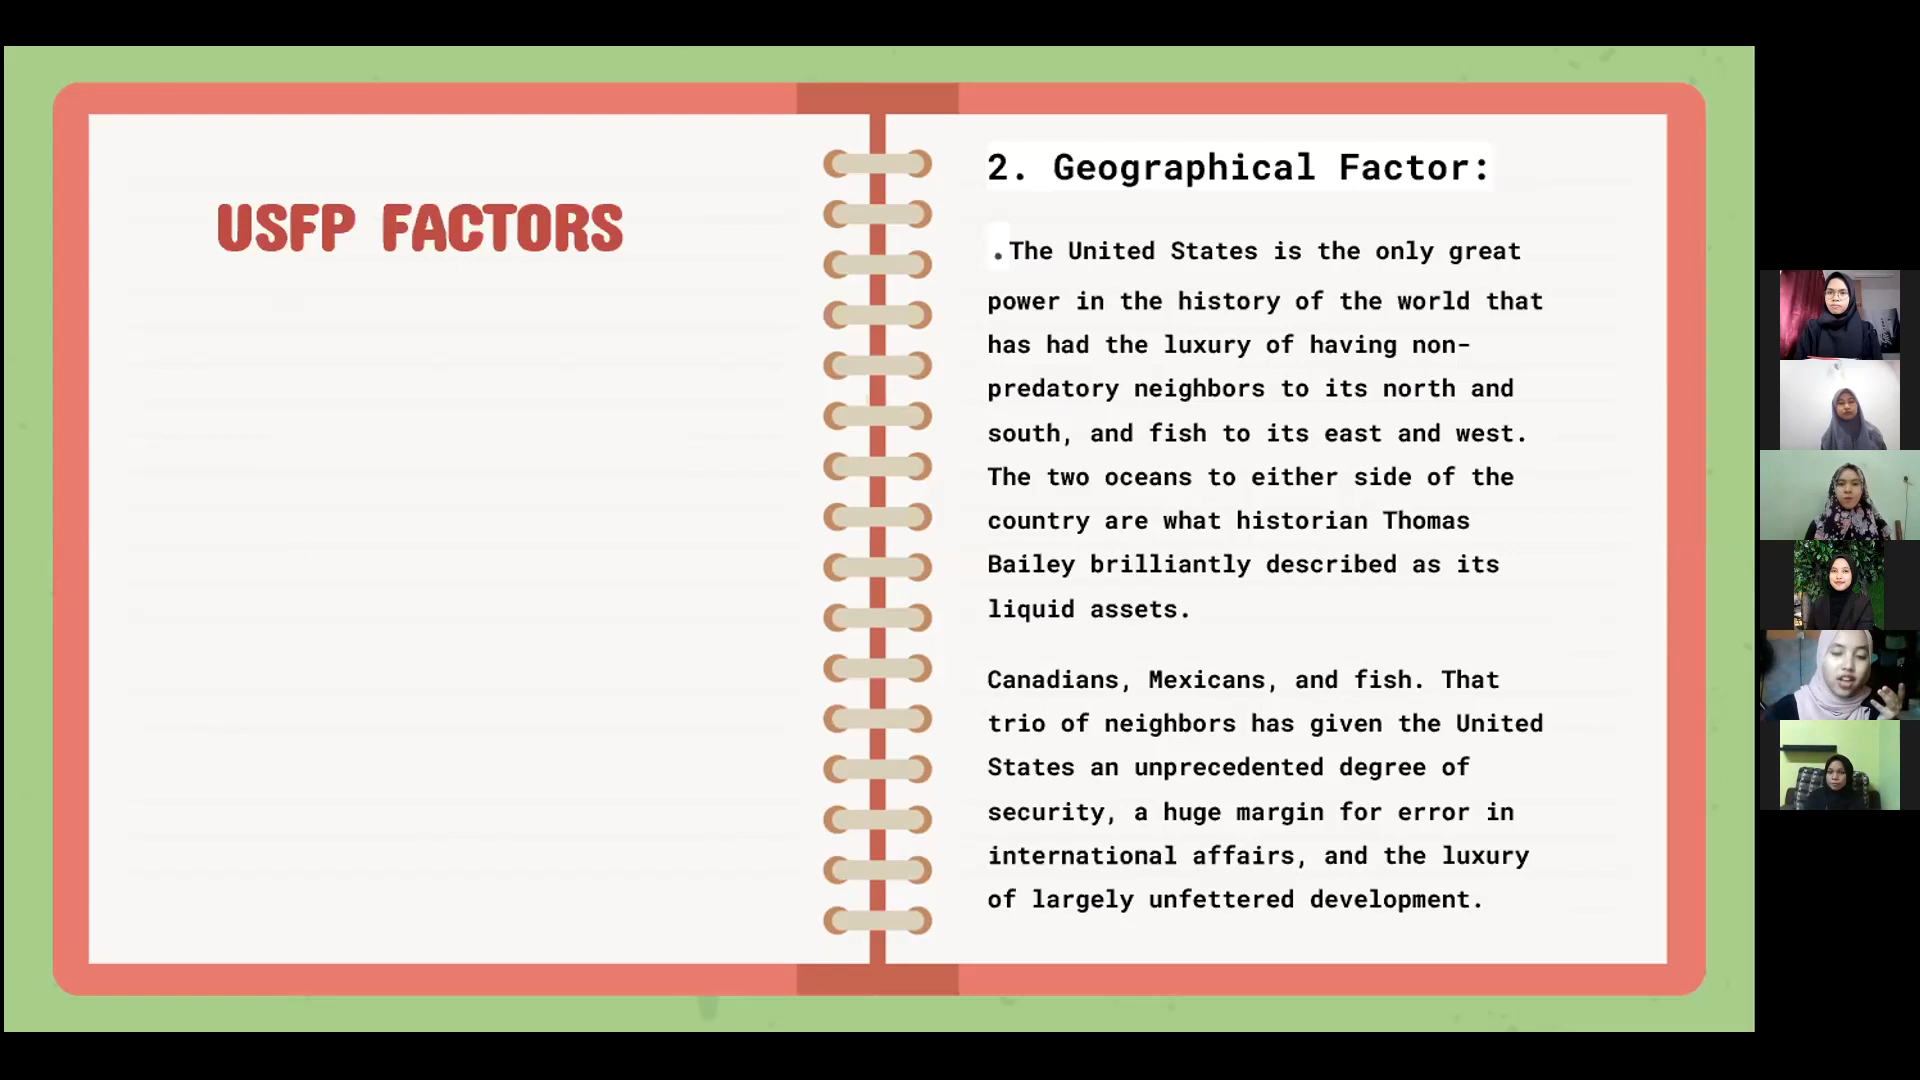 USFP FACTORS
2. Geographical Factor:
.The United States is the only great
power in the history of the world that
has had the luxury of having non-
predatory neighbors to its north and
south, and fish to its east and west.
The two oceans to either side of the
country are what historian Thomas
Bailey brilliantly described as its
liquid assets.
Canadians, Mexicans, and fish. That
trio of neighbors has given the United
States an unprecedented degree of
security, a huge margin for error in
international affairs, and the luxury
of largely unfettered development.